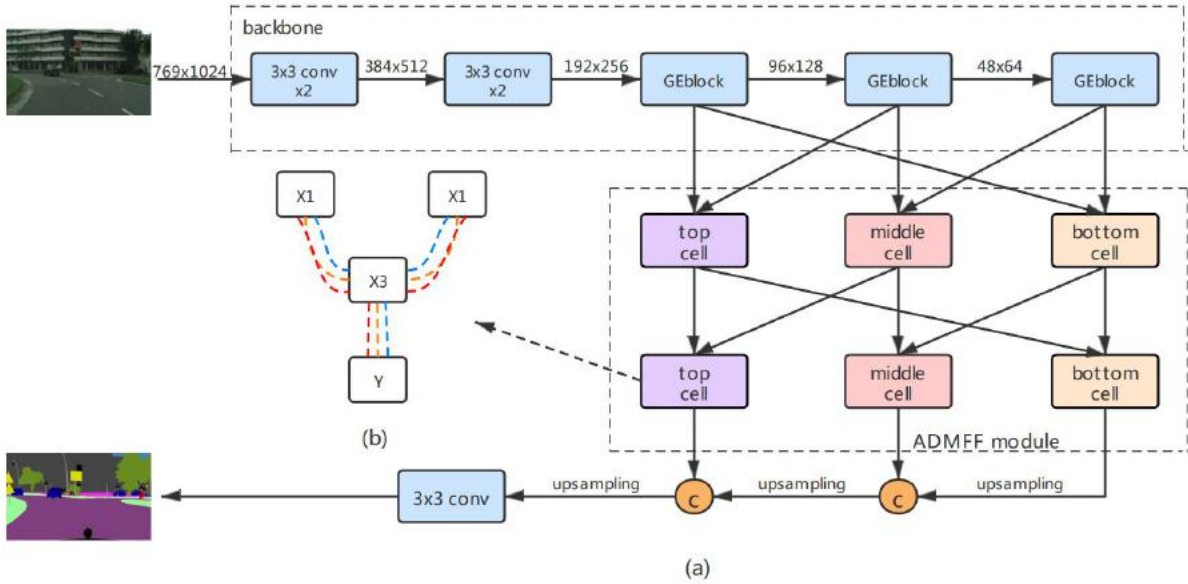 backbone
769x1024
3x3 conv
x2
384x512
3x3 conv
x2
192x256
GEblock
96x128
GEblock
48x64
GEblock
X1
X1
X3
Y
(b)
top
cell
middle
cell
bottom
cell
top
cell
middle
cell
bottom
cell
ADMFF module
3x3 conv
upsampling
C
upsampling
C
upsampling
(a)